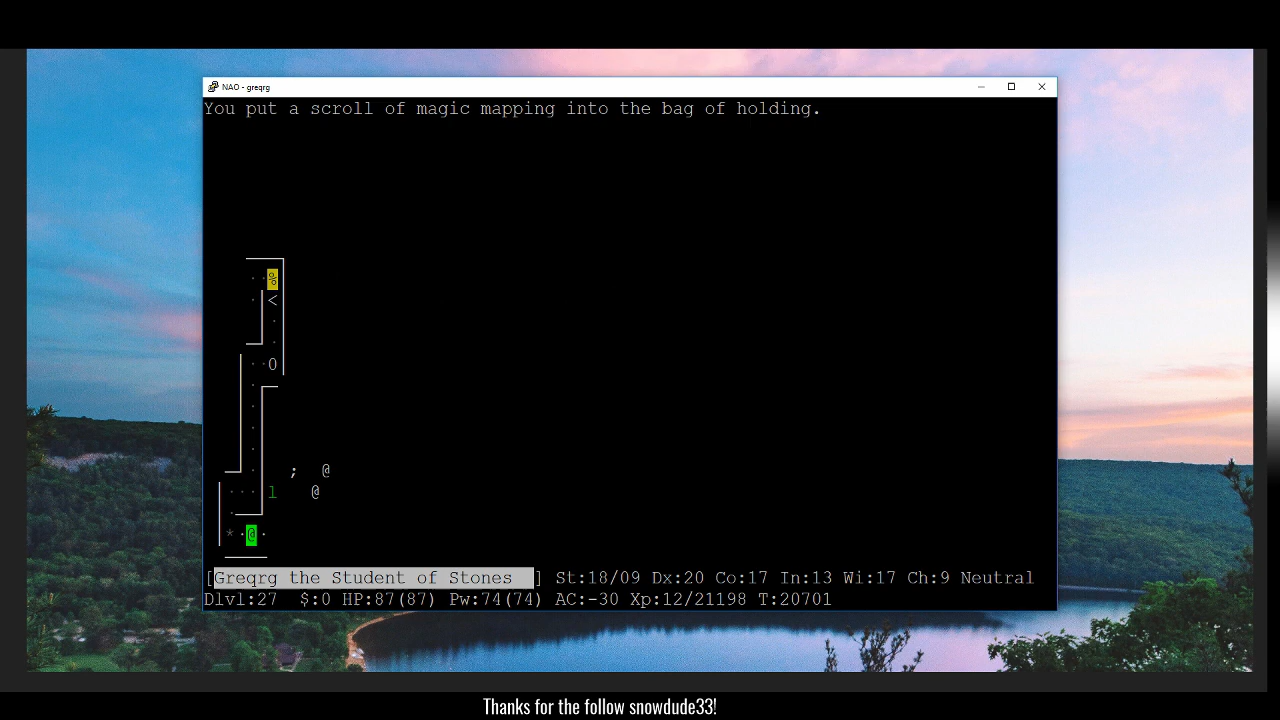 NAO - greqrg
You put a scroll of magic mapping into the bag of holding.
··%
·│<
·
·
··0
·
·
·
·
· ; @
···l @
·
*·@·
[Greqrg the Student of Stones ] St:18/09 Dx:20 Co:17 In:13 Wi:17 Ch:9 Neutral
Dlvl:27 $:0 HP:87(87) Pw:74(74) AC:-30 Xp:12/21198 T:20701
Thanks for the follow snowdude33!